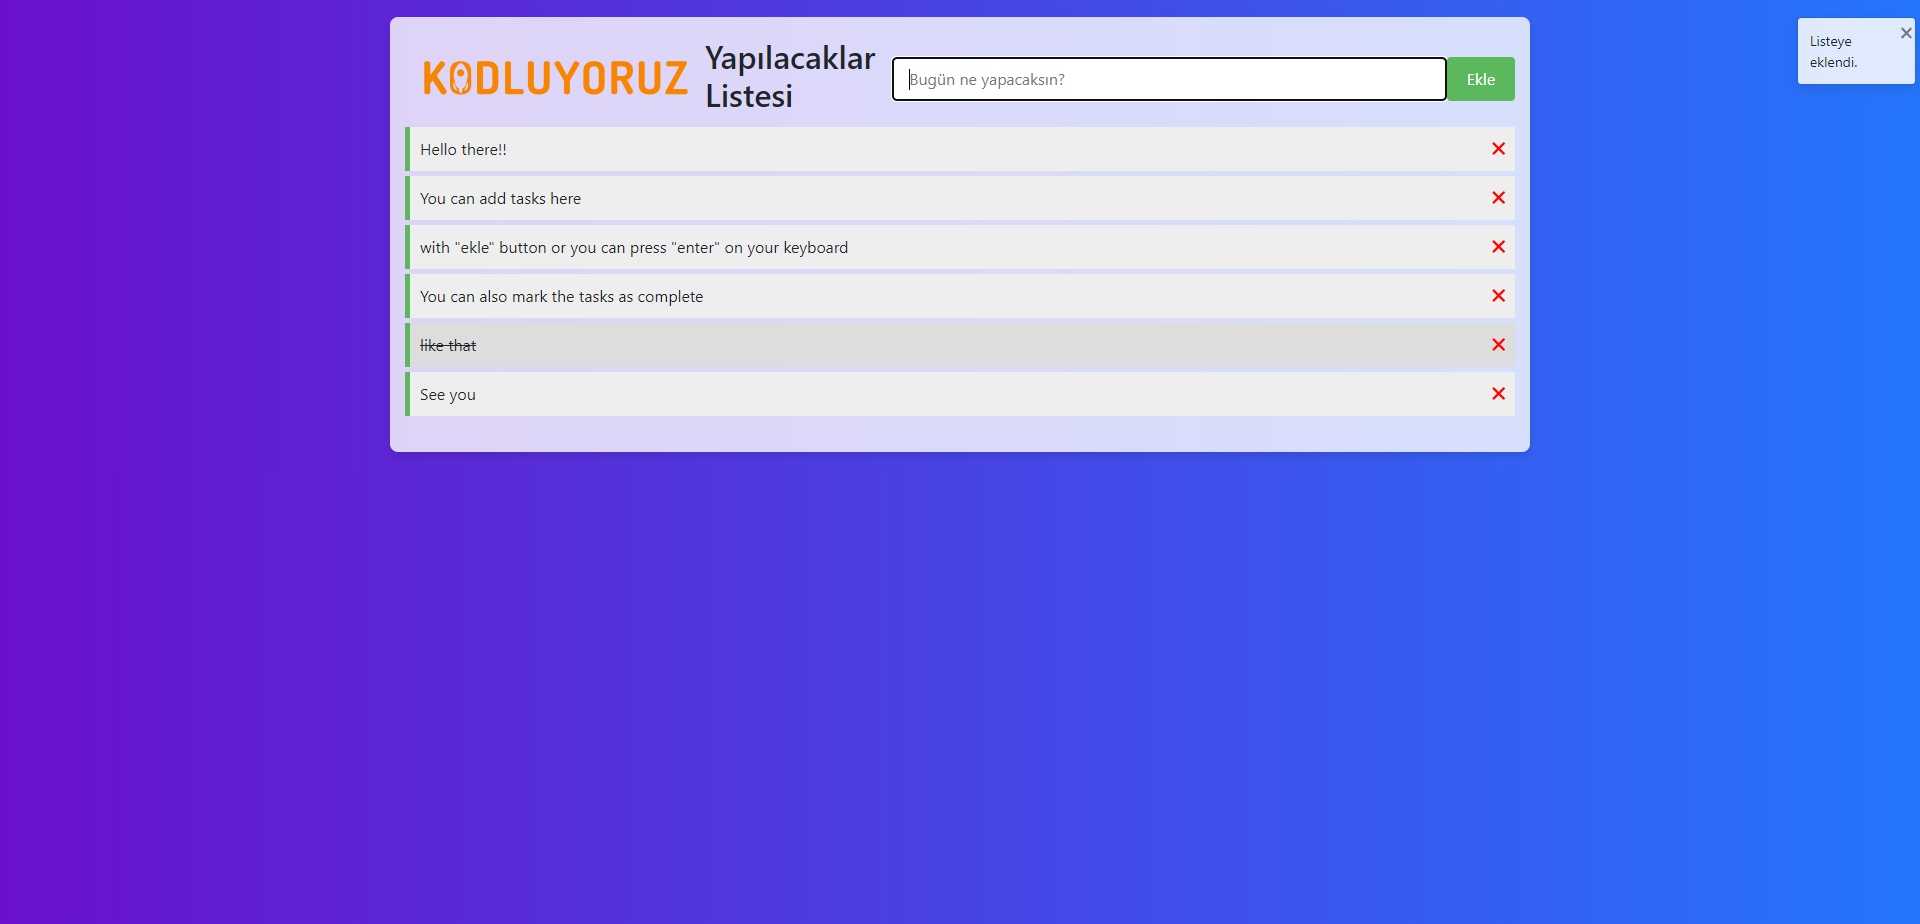 KODLUYORUZ
Yapılacaklar
Listesi
Bugün ne yapacaksın?
Ekle
Listeye
eklendi.
Hello there!!
You can add tasks here
with "ekle" button or you can press "enter" on your keyboard
You can also mark the tasks as complete
like that
See you